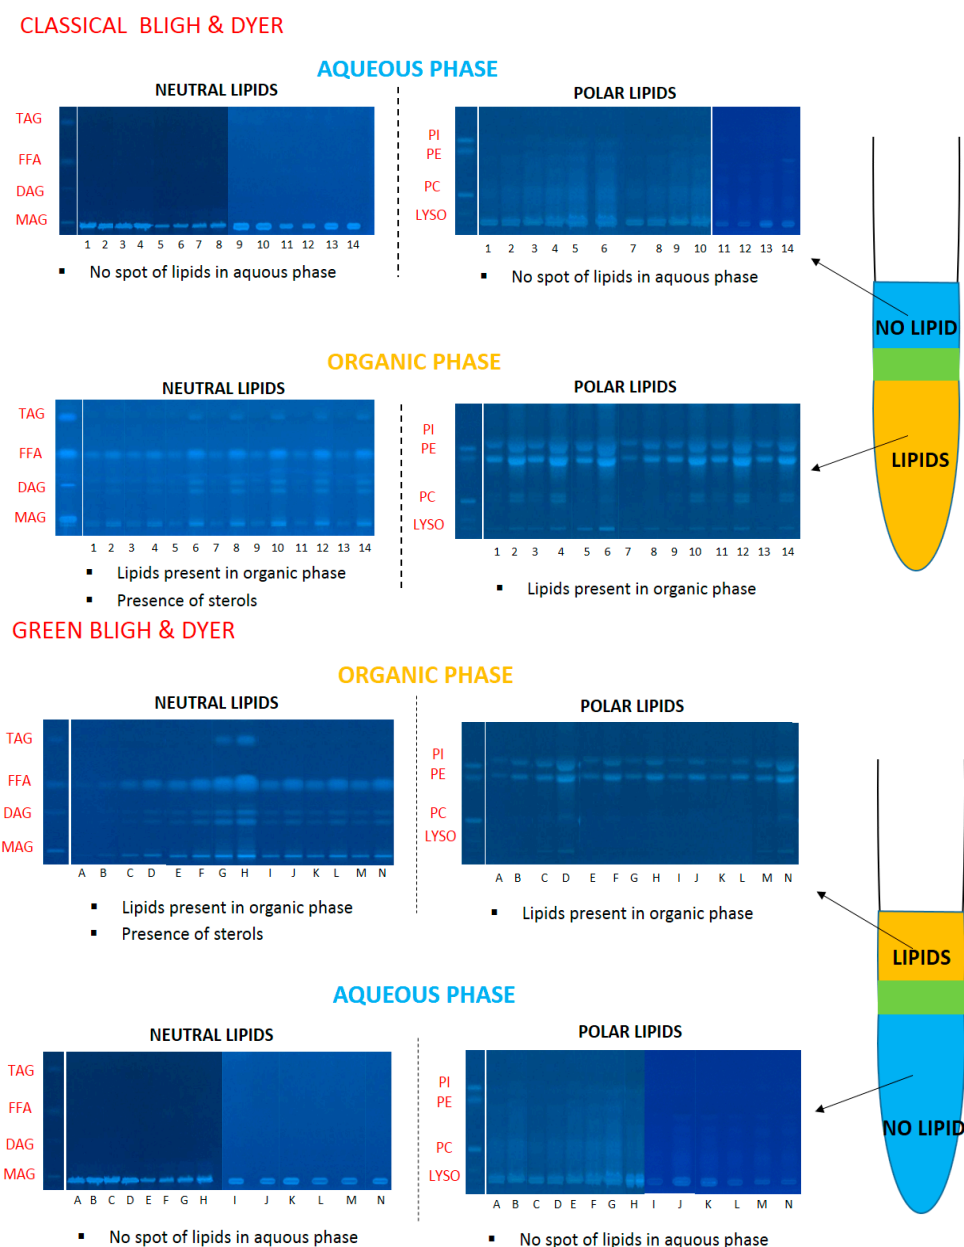 CLASSICAL BLIGH & DYER
AQUEOUS PHASE
NEUTRAL LIPIDS
POLAR LIPIDS
TAG
FFA
DAG
MAG
1 2 3 4 5 6 7 8 9 10 11 12 13 14
PI
PE
PC
LYSO
1 2 3 4 5 6 7 8 9 10 11 12 13 14
▪ No spot of lipids in aquous phase
▪ No spot of lipids in aquous phase
NO LIPID
LIPIDS
ORGANIC PHASE
NEUTRAL LIPIDS
POLAR LIPIDS
TAG
FFA
DAG
MAG
1 2 3 4 5 6 7 8 9 10 11 12 13 14
PI
PE
PC
LYSO
1 2 3 4 5 6 7 8 9 10 11 12 13 14
▪ Lipids present in organic phase
▪ Presence of sterols
▪ Lipids present in organic phase
GREEN BLIGH & DYER
ORGANIC PHASE
NEUTRAL LIPIDS
POLAR LIPIDS
TAG
FFA
DAG
MAG
A B C D E F G H I J K L M N
PI
PE
PC
LYSO
A B C D E F G H I J K L M N
▪ Lipids present in organic phase
▪ Presence of sterols
▪ Lipids present in organic phase
LIPIDS
NO LIPID
AQUEOUS PHASE
NEUTRAL LIPIDS
POLAR LIPIDS
TAG
FFA
DAG
MAG
A B C D E F G H I J K L M N
PI
PE
PC
LYSO
A B C D E F G H I J K L M N
▪ No spot of lipids in aquous phase
▪ No spot of lipids in aquous phase